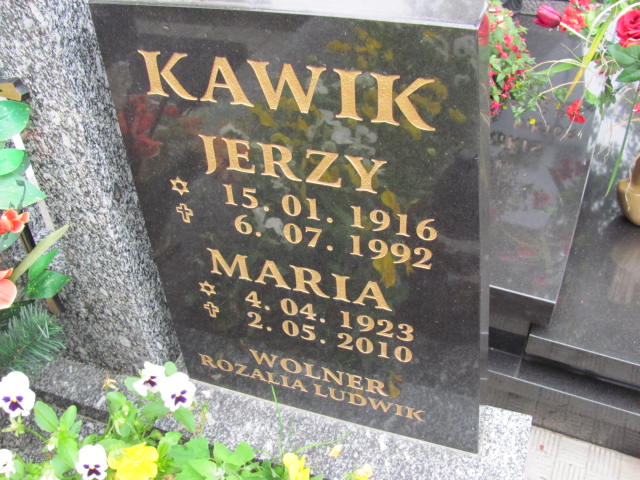 KAWIK
JERZY
✡ 15. 01. 1916
✝ 6. 07. 1992
MARIA
✡ 4. 04. 1923
✝ 2. 05. 2010
WOLNER
ROZALIA LUDWIK